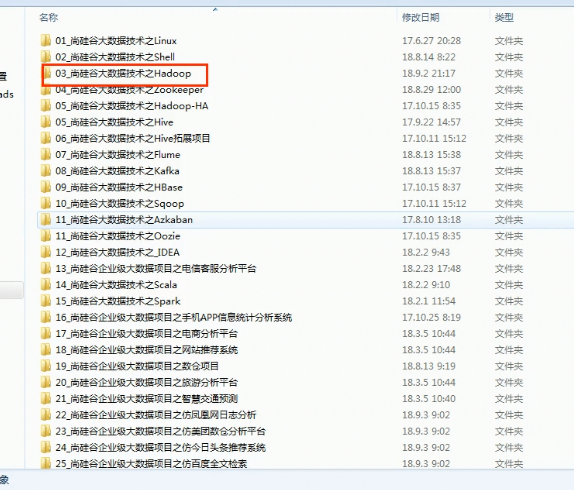 名称 修改日期 类型
01_尚硅谷大数据技术之Linux 17.6.27 20:28 文件夹
02_尚硅谷大数据技术之Shell 18.8.14 8:22 文件夹
置 03_尚硅谷大数据技术之Hadoop 18.9.2 21:17 文件夹
ads 04_尚硅谷大数据技术之Zookeeper 18.8.29 12:00 文件夹
05_尚硅谷大数据技术之Hadoop-HA 17.10.15 8:35 文件夹
05_尚硅谷大数据技术之Hive 17.9.22 14:57 文件夹
06_尚硅谷大数据技术之Hive拓展项目 17.10.11 15:12 文件夹
07_尚硅谷大数据技术之Flume 18.8.13 15:38 文件夹
08_尚硅谷大数据技术之Kafka 18.8.13 15:37 文件夹
09_尚硅谷大数据技术之HBase 17.10.15 8:37 文件夹
10_尚硅谷大数据技术之Sqoop 17.10.11 15:12 文件夹
11_尚硅谷大数据技术之Azkaban 17.8.10 13:18 文件夹
11_尚硅谷大数据技术之Oozie 17.10.15 8:35 文件夹
12_尚硅谷大数据技术之_IDEA 18.2.2 9:43 文件夹
13_尚硅谷企业级大数据项目之电信客服分析平台 18.2.23 17:48 文件夹
14_尚硅谷大数据技术之Scala 18.2.2 9:10 文件夹
15_尚硅谷大数据技术之Spark 18.2.1 11:54 文件夹
16_尚硅谷企业级大数据项目之手机APP信息统计分析系统 17.10.25 8:19 文件夹
17_尚硅谷企业级大数据项目之电商分析平台 18.3.5 10:44 文件夹
18_尚硅谷企业级大数据项目之网站推荐系统 18.3.5 10:44 文件夹
19_尚硅谷企业级大数据项目之数仓项目 18.8.13 9:19 文件夹
20_尚硅谷企业级大数据项目之旅游分析平台 18.3.5 10:44 文件夹
21_尚硅谷企业级大数据项目之智慧交通预测 18.3.5 10:40 文件夹
22_尚硅谷企业级大数据项目之仿凤凰网日志分析 18.9.3 9:02 文件夹
23_尚硅谷企业级大数据项目之仿美团数仓分析平台 18.9.3 9:02 文件夹
24_尚硅谷企业级大数据项目之仿今日头条推荐系统 18.9.3 9:02 文件夹
25_尚硅谷企业级大数据项目之仿百度全文检索 18.9.3 9:02 文件夹
象